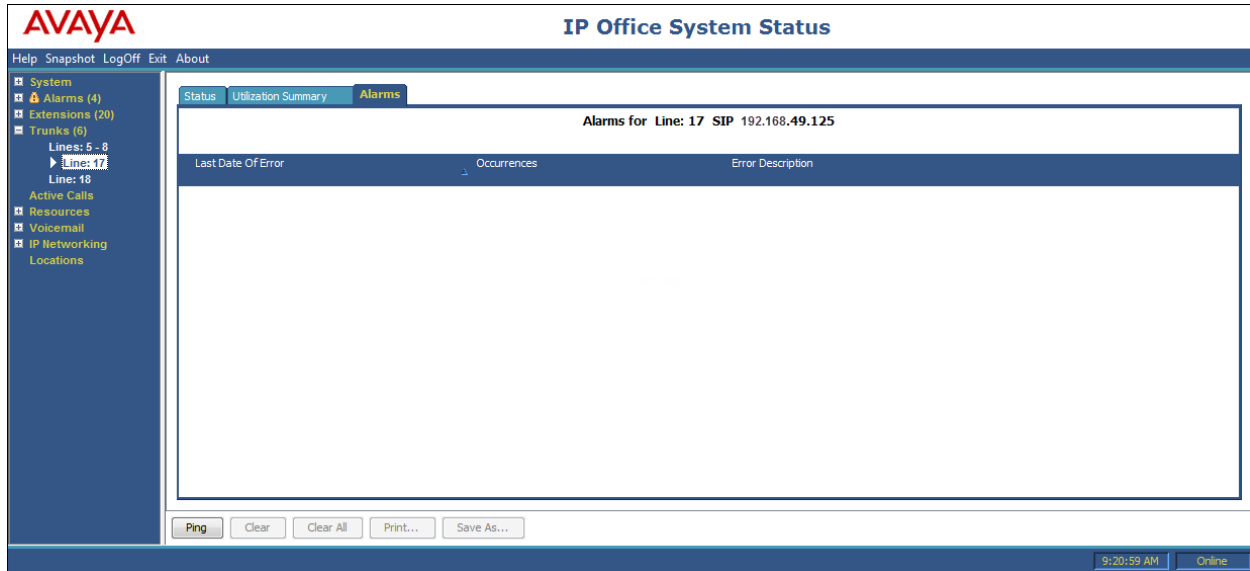 AVAYA
IP Office System Status
Help Snapshot LogOff Exit About
System
Alarms (4)
Extensions (20)
Trunks (6)
Lines: 5 - 8
Line: 17
Line: 18
Active Calls
Resources
Voicemail
IP Networking
Locations
Status Utilization Summary Alarms
Alarms for Line: 17 SIP 192.168.49.125
Last Date Of Error Occurrences Error Description
Ping Clear Clear All Print... Save As...
9:20:59 AM Online